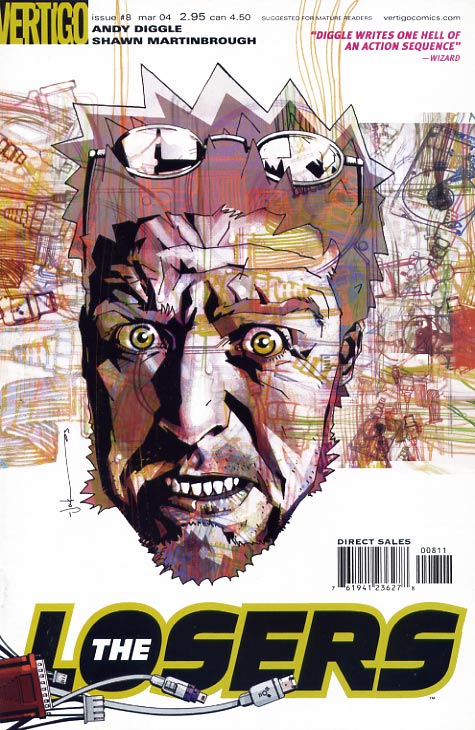 VERTIGO
issue #8 mar 04 2.95 can 4.50 SUGGESTED FOR MATURE READERS vertigocomics.com
ANDY DIGGLE
SHAWN MARTINBROUGH
"DIGGLE WRITES ONE HELL OF
AN ACTION SEQUENCE"
—WIZARD
DIRECT SALES
00811
7 61941 23627 8
THE LOSERS
™